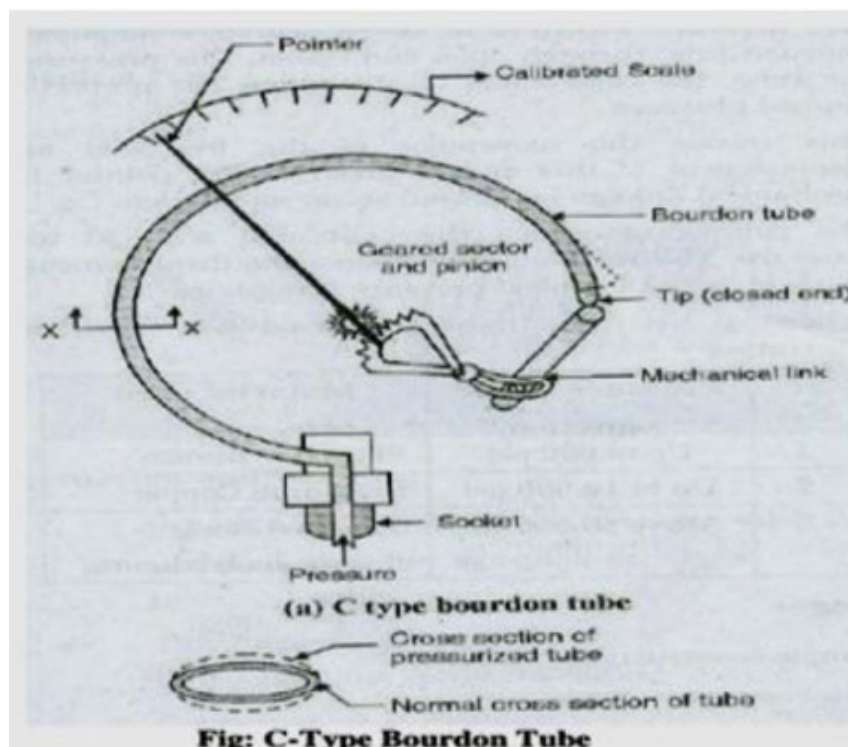 Pointer
Calibrated Scale
Bourdon tube
Geared sector
and pinion
Tip (closed end)
x
x
Mechanical link
Socket
Pressure
(a) C type bourdon tube
Cross section of
pressurized tube
Normal cross section of tube
Fig: C-Type Bourdon Tube